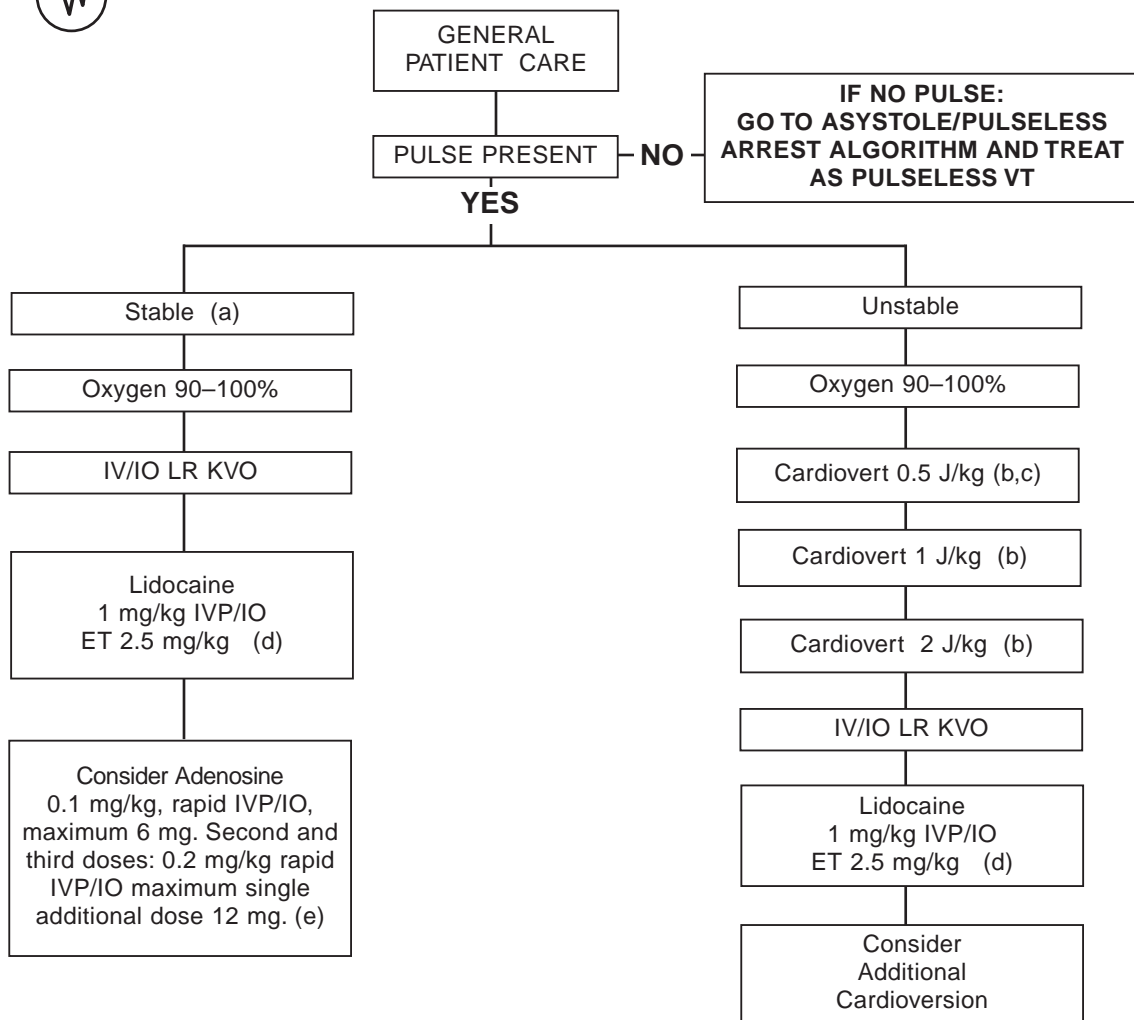 GENERAL
PATIENT CARE
IF NO PULSE:
GO TO ASYSTOLE/PULSELESS
ARREST ALGORITHM AND TREAT
AS PULSELESS VT
PULSE PRESENT
NO
YES
Stable (a)
Oxygen 90–100%
IV/IO LR KVO
Lidocaine
1 mg/kg IVP/IO
ET 2.5 mg/kg (d)
Consider Adenosine
0.1 mg/kg, rapid IVP/IO,
maximum 6 mg. Second and
third doses: 0.2 mg/kg rapid
IVP/IO maximum single
additional dose 12 mg. (e)
Unstable
Oxygen 90–100%
Cardiovert 0.5 J/kg (b,c)
Cardiovert 1 J/kg (b)
Cardiovert 2 J/kg (b)
IV/IO LR KVO
Lidocaine
1 mg/kg IVP/IO
ET 2.5 mg/kg (d)
Consider
Additional
Cardioversion